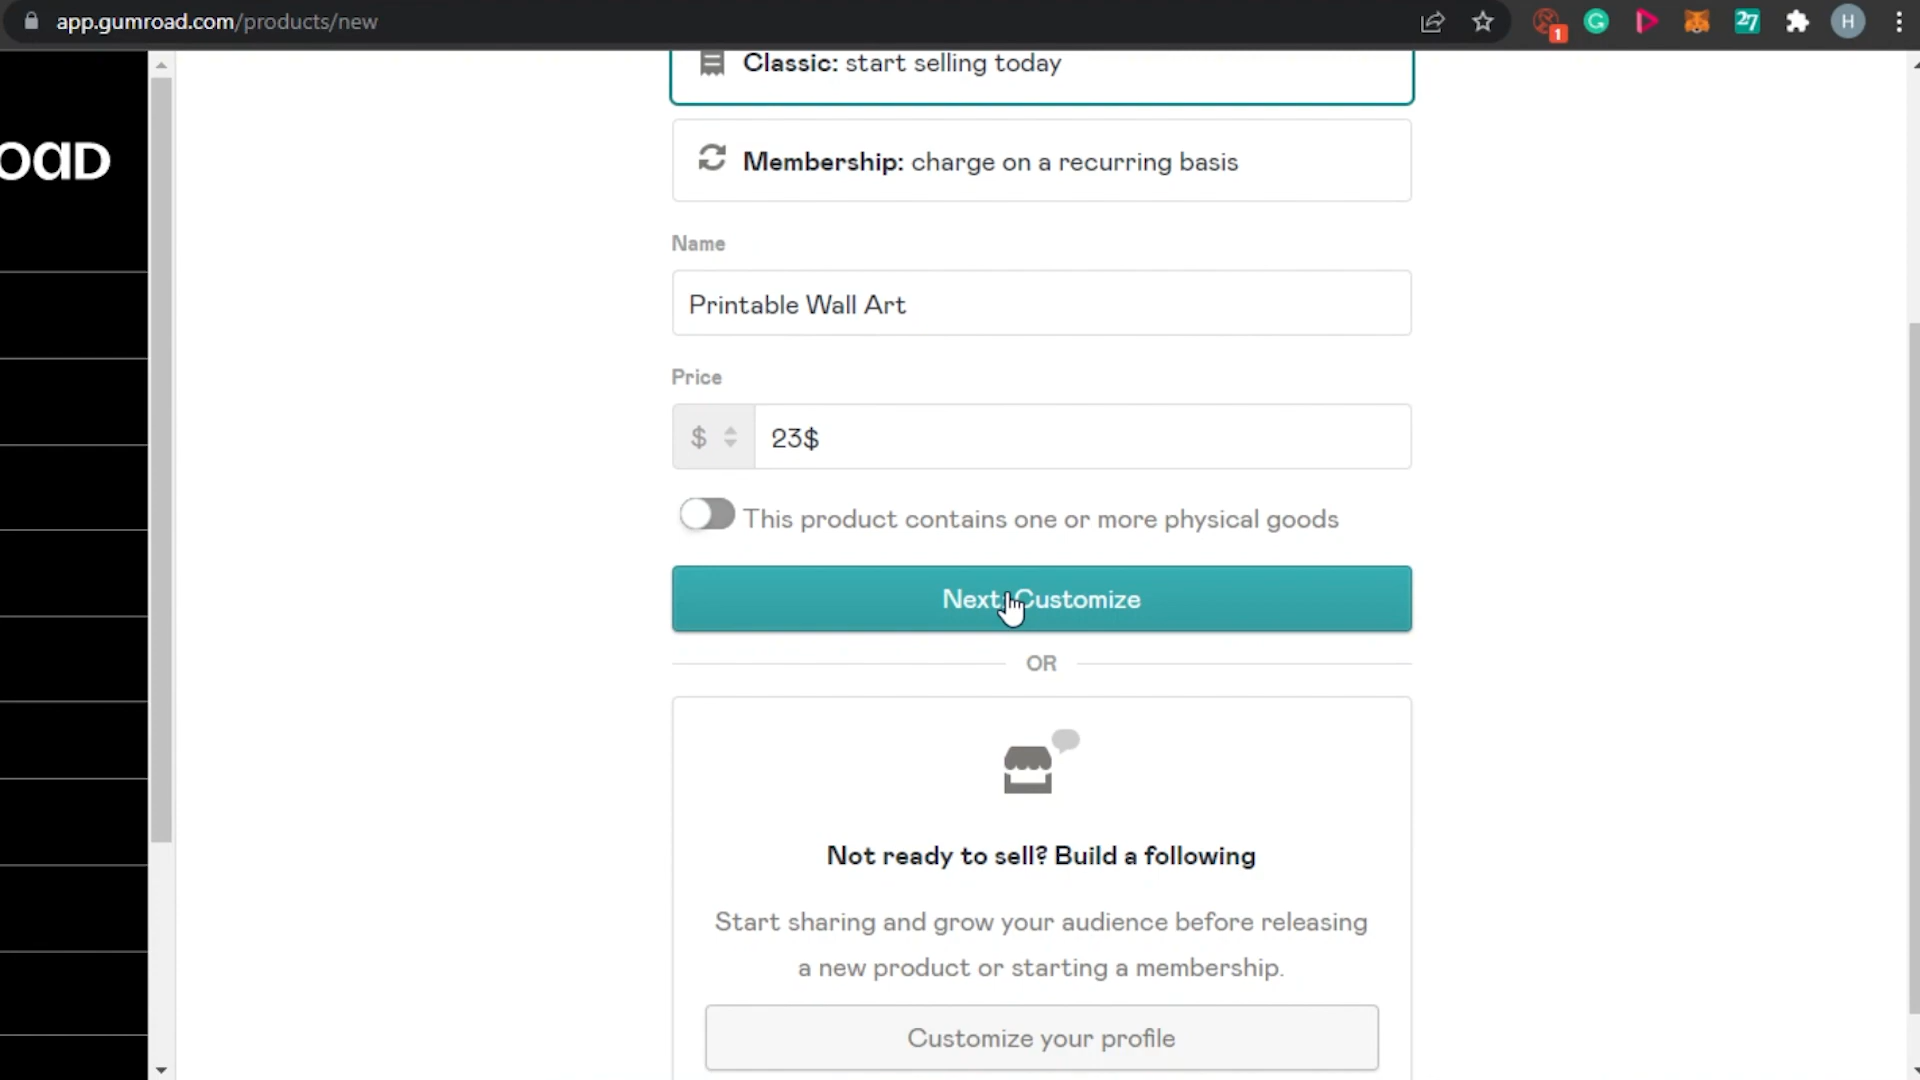 app.gumroad.com/products/new
1
G
27
H
oaD
Classic: start selling today
Membership: charge on a recurring basis
Name
Printable Wall Art
Price
$ 23$
This product contains one or more physical goods
Next: Customize
OR
Not ready to sell? Build a following
Start sharing and grow your audience before releasing
a new product or starting a membership.
Customize your profile